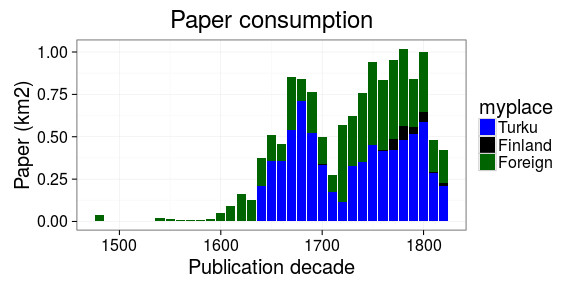 Paper consumption
Paper (km2)
1.00
0.75
0.50
0.25
0.00
1500 1600 1700 1800
Publication decade
myplace
Turku
Finland
Foreign